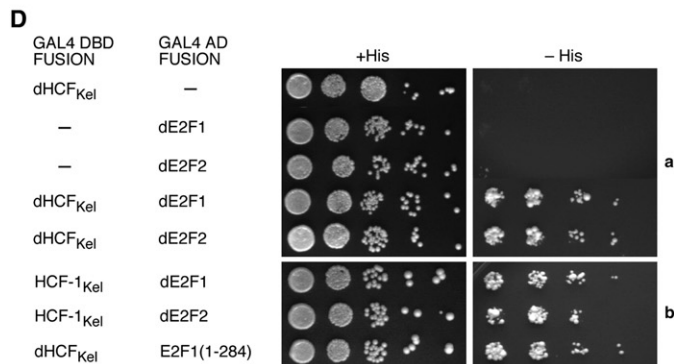 D
GAL4 DBD GAL4 AD
FUSION FUSION +His – His
dHCFKel –
– dE2F1
– dE2F2 a
dHCFKel dE2F1
dHCFKel dE2F2
HCF-1Kel dE2F1
HCF-1Kel dE2F2 b
dHCFKel E2F1(1-284)